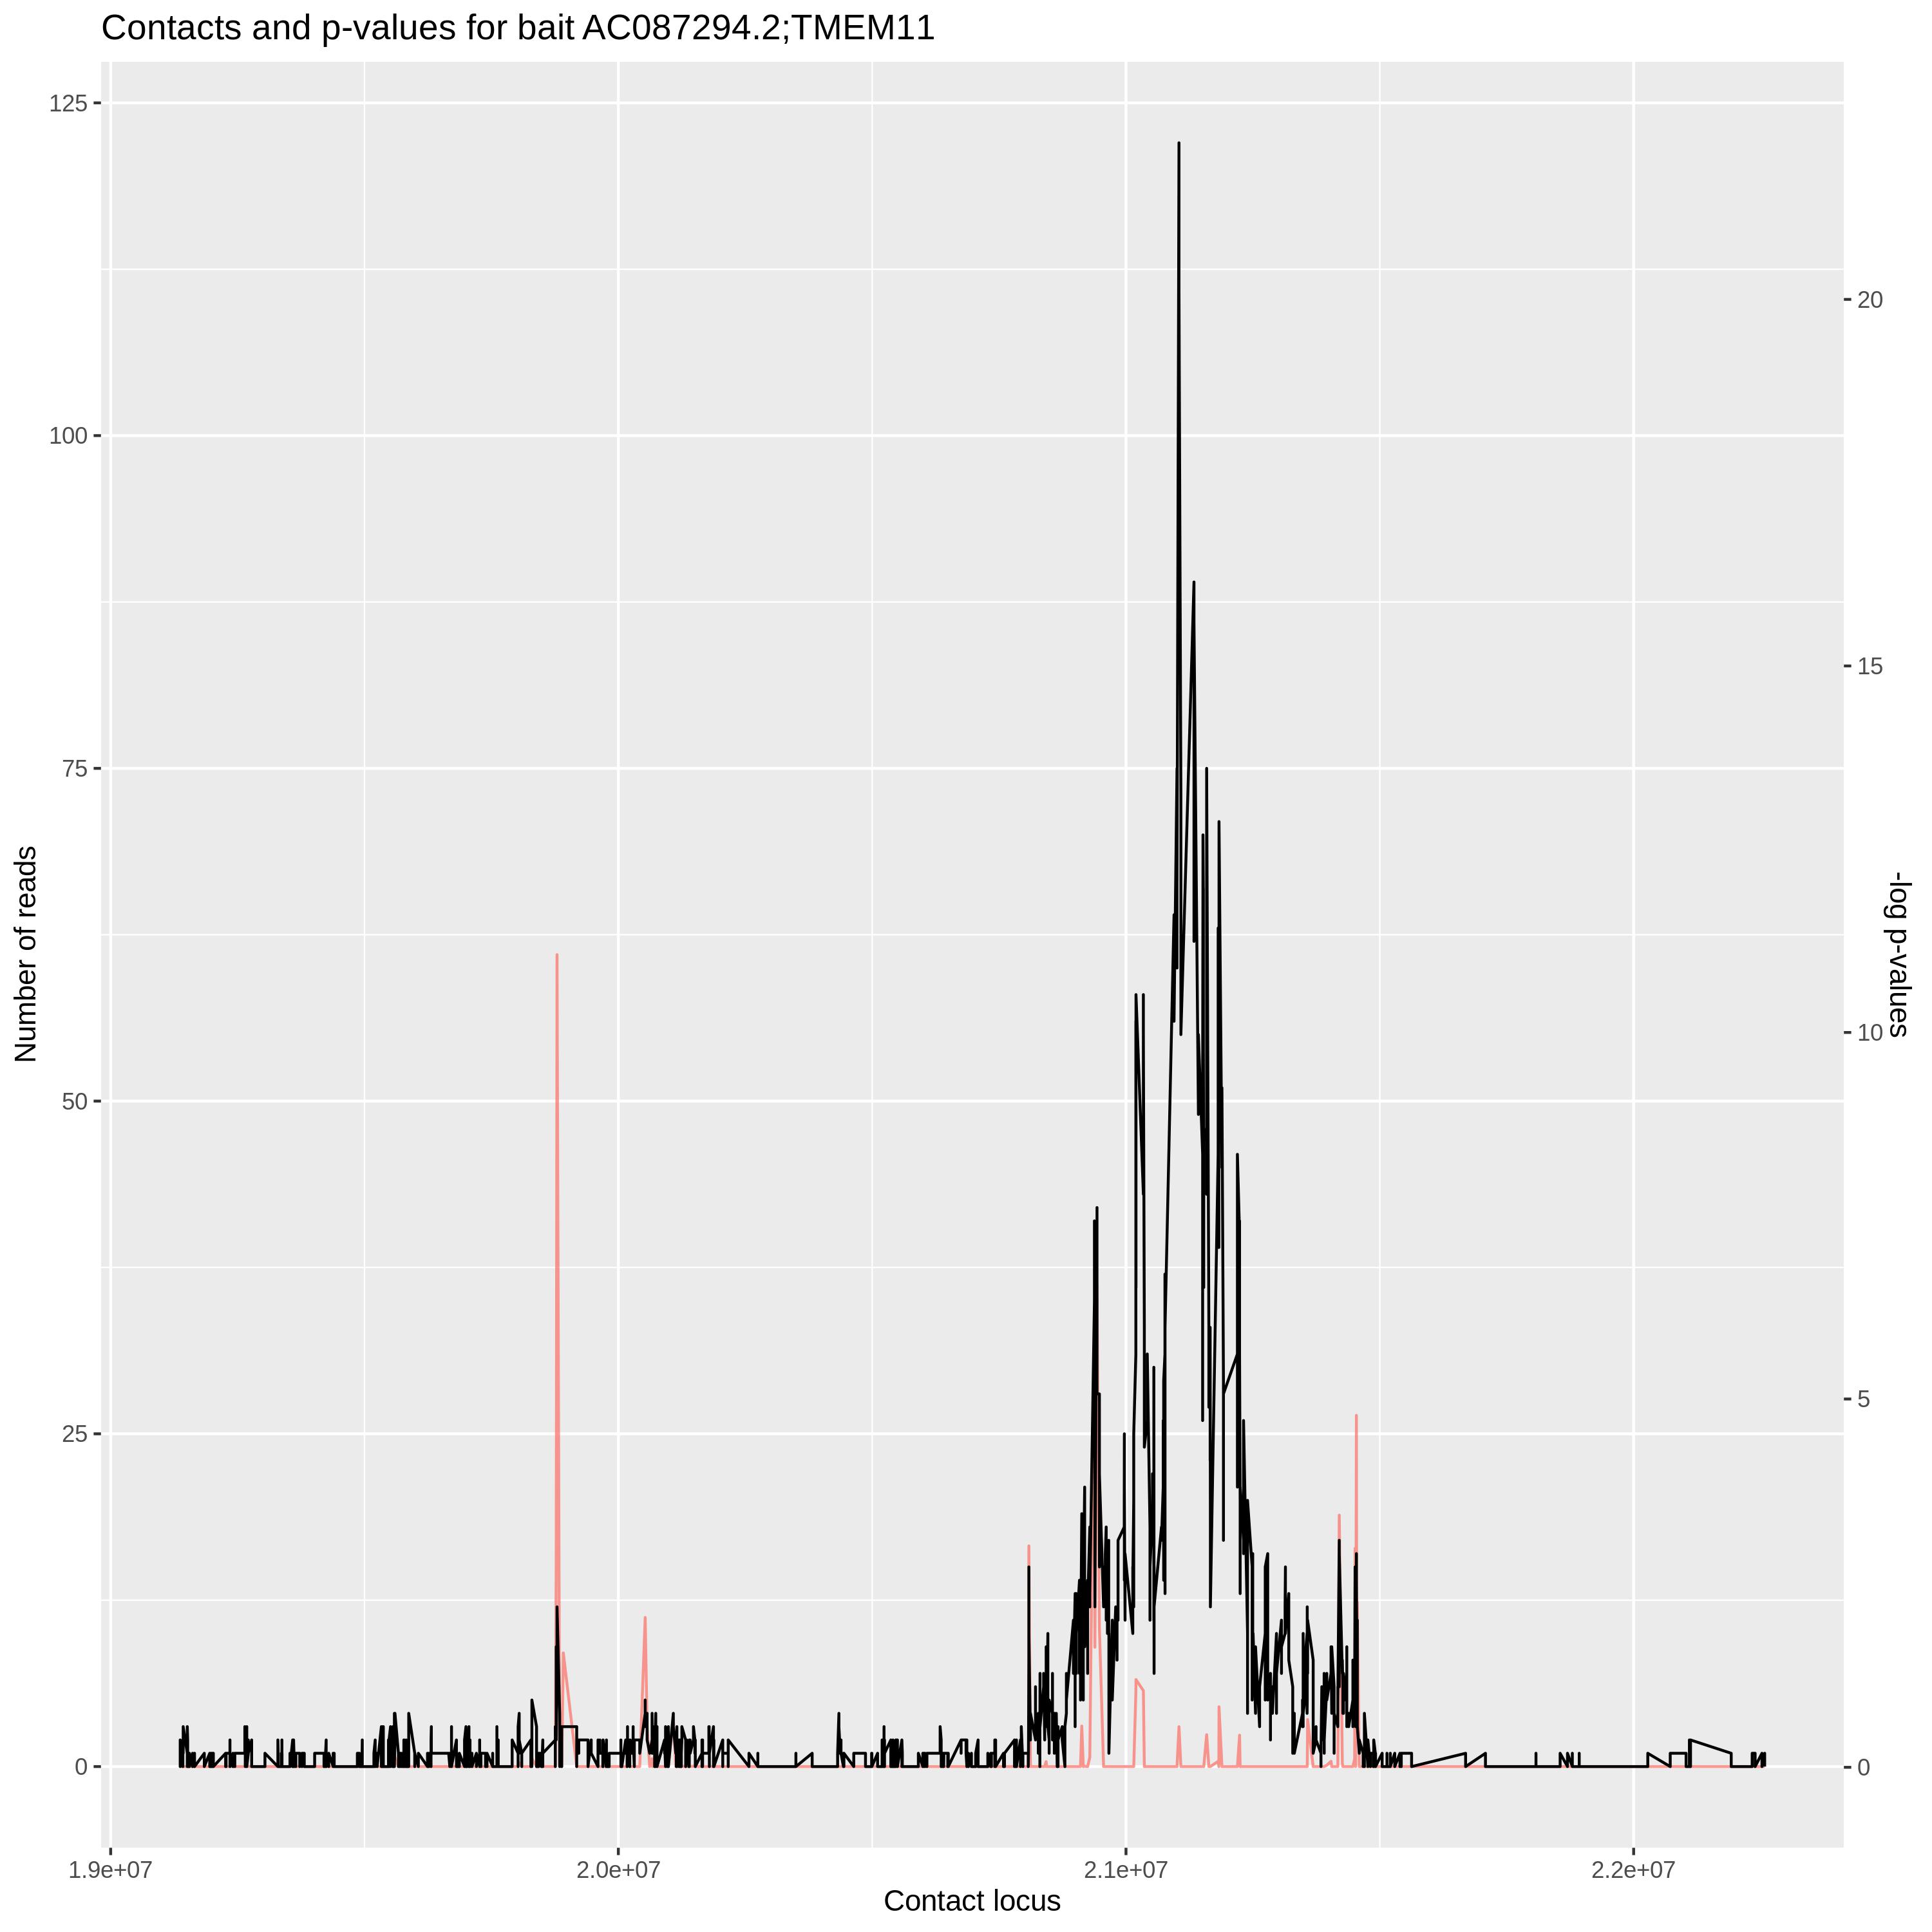 Contacts and p-values for bait AC087294.2;TMEM11
125
100
75
50
25
0
Number of reads
20
15
10
5
0
-log p-values
1.9e+07
2.0e+07
2.1e+07
2.2e+07
Contact locus